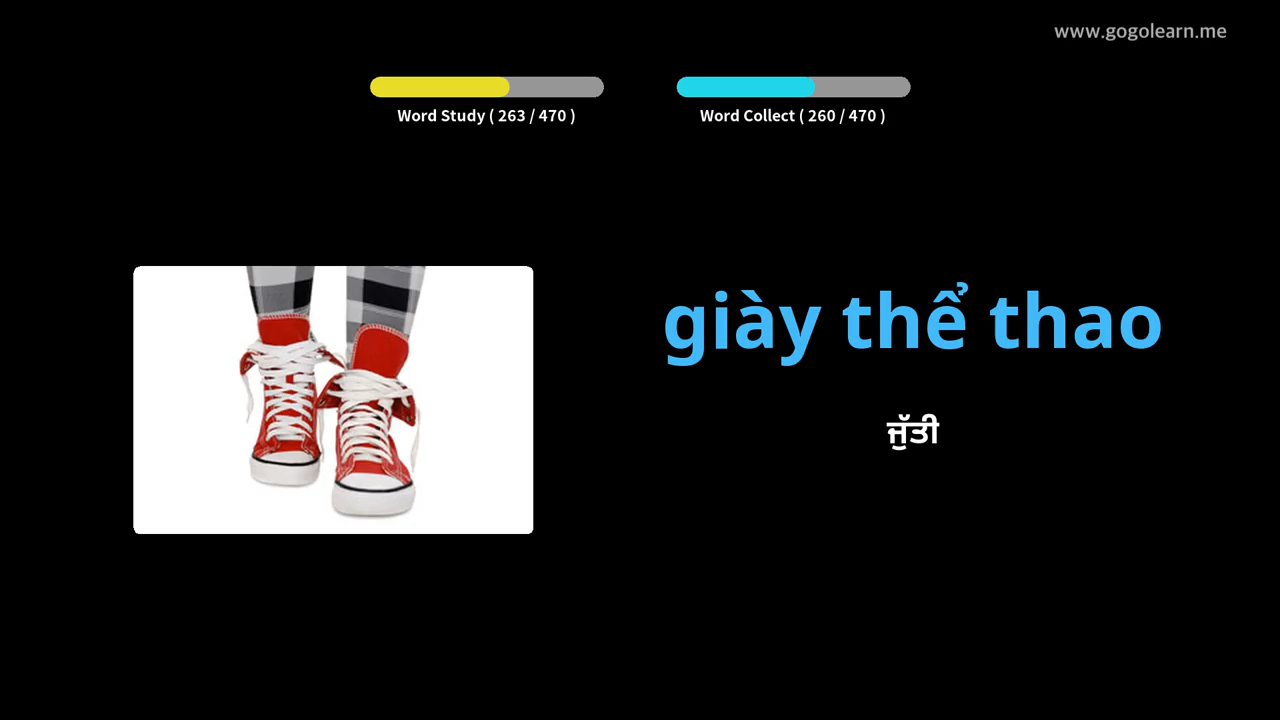 www.gogolearn.me
Word Study ( 263 / 470 )
Word Collect ( 260 / 470 )
giày thể thao
ਜੁੱਤੀ